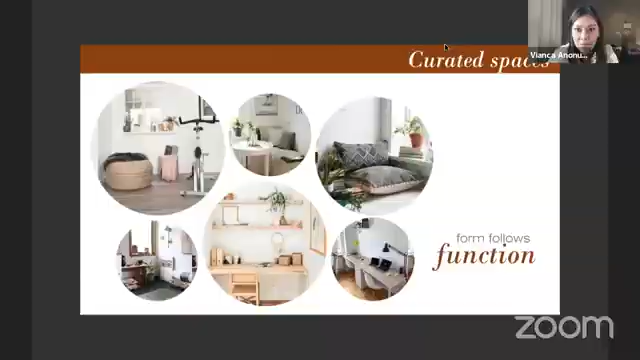 Curated spaces
Vianca Anonu...
form follows
function
zoom